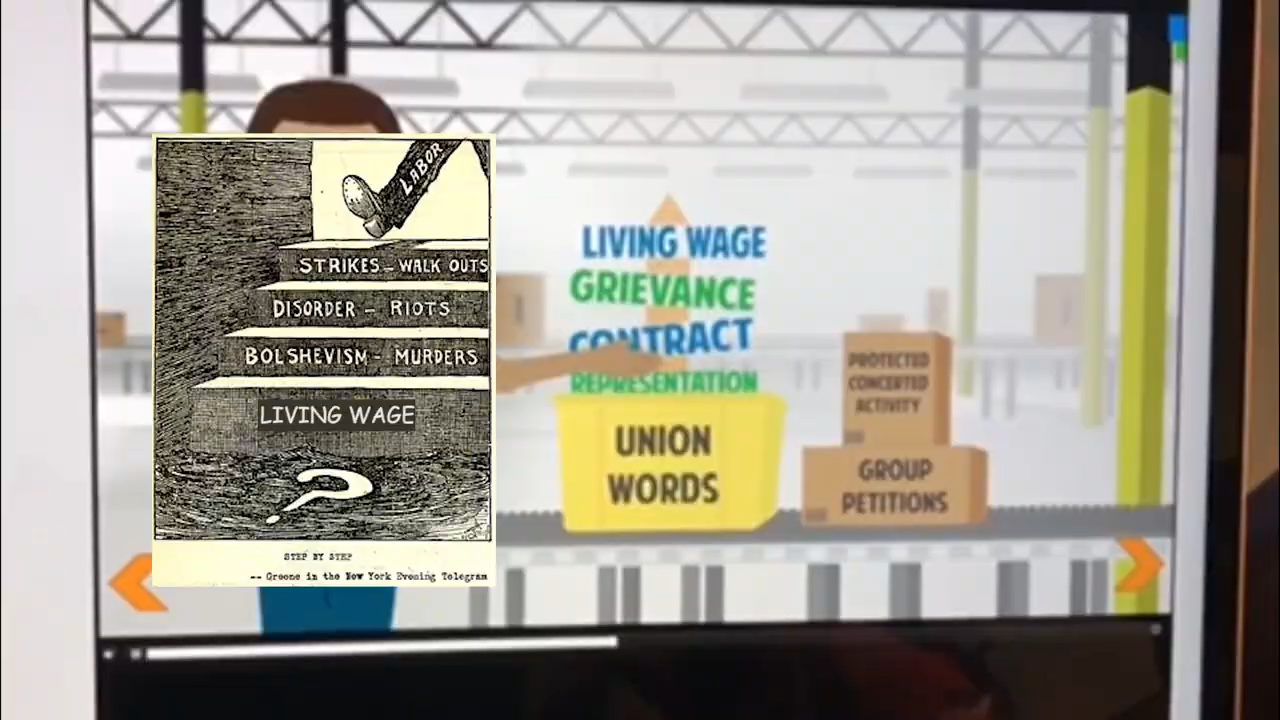 LABOR
STRIKES - WALK OUTS
DISORDER - RIOTS
BOLSHEVISM - MURDERS
LIVING WAGE
?
STEP BY STEP
-- Greene in the New York Evening Telegram
LIVING WAGE
GRIEVANCE
CONTRACT
REPRESENTATION
UNION
WORDS
PROTECTED
CONCERTED
ACTIVITY
GROUP
PETITIONS